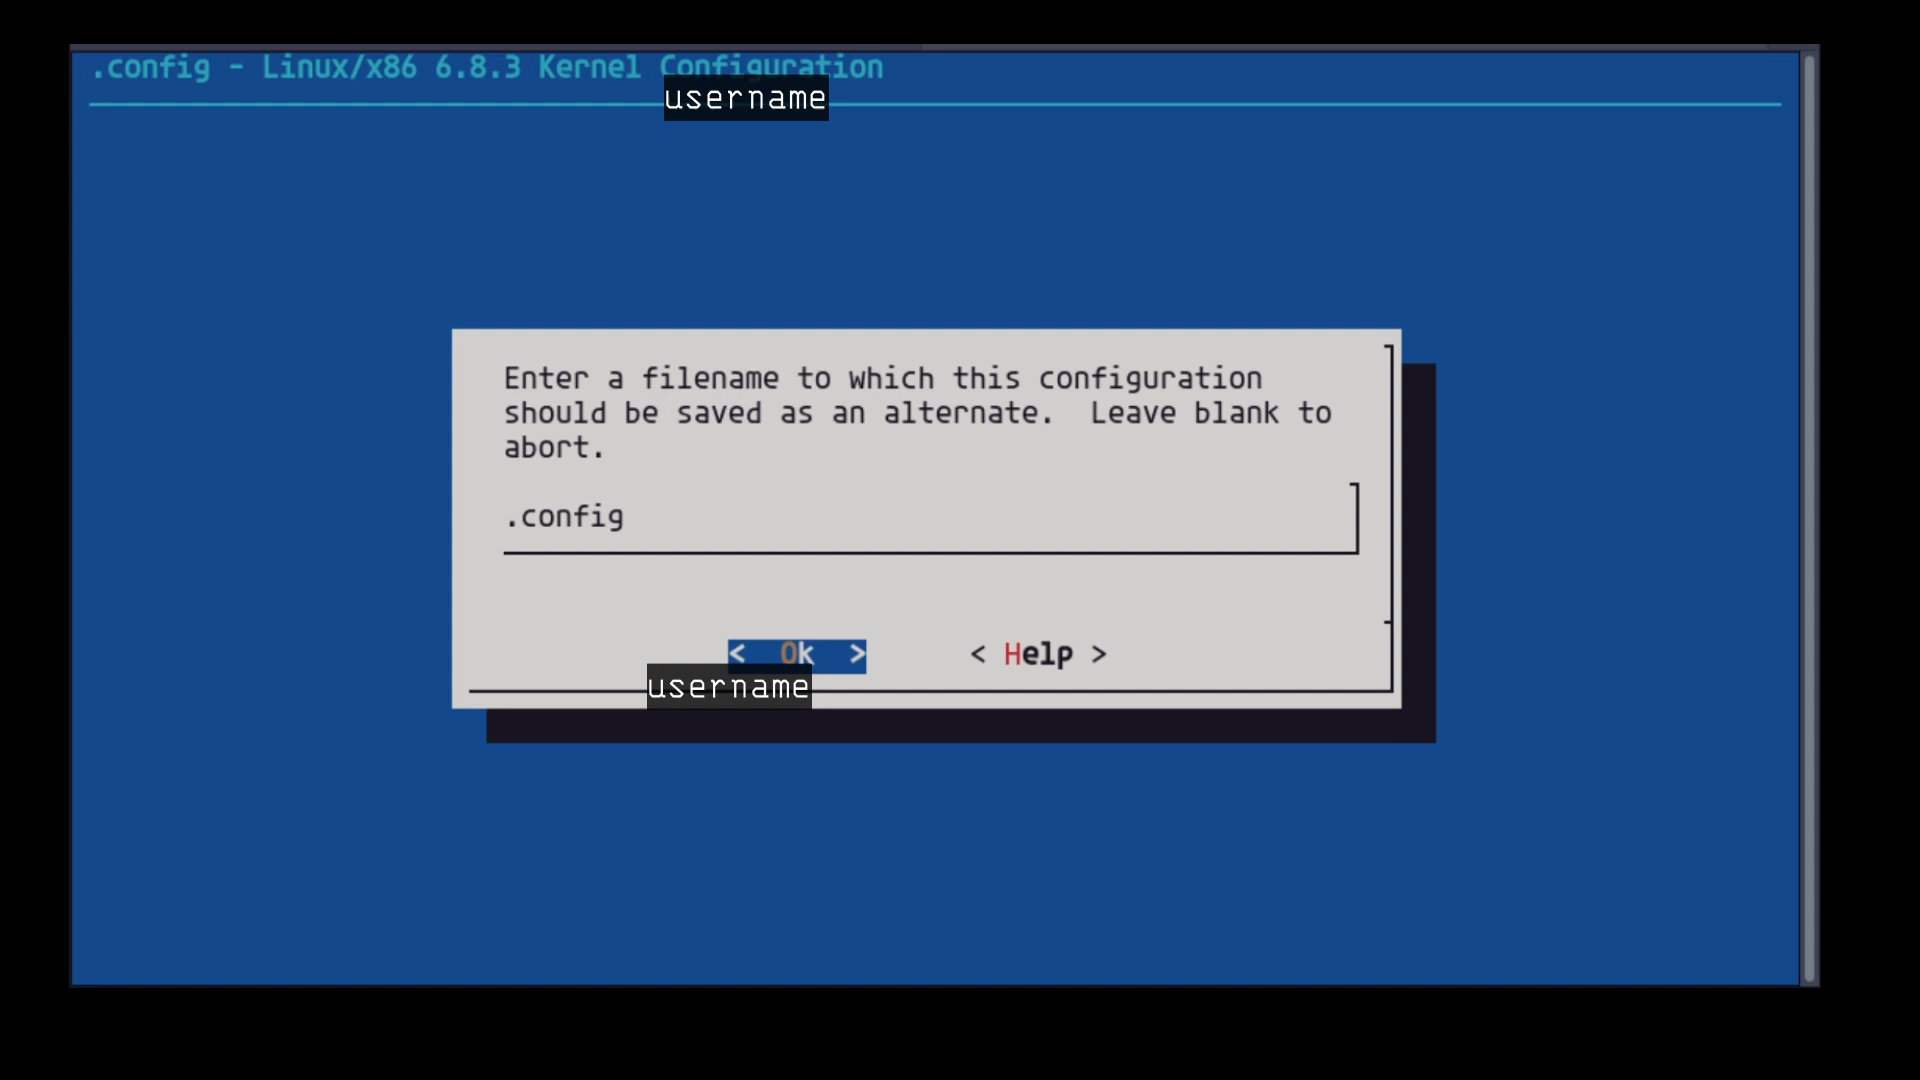 .config - Linux/x86 6.8.3 Kernel Configuration
username
Enter a filename to which this configuration
should be saved as an alternate.  Leave blank to
abort.
.config
<  Ok  >     < Help >
username